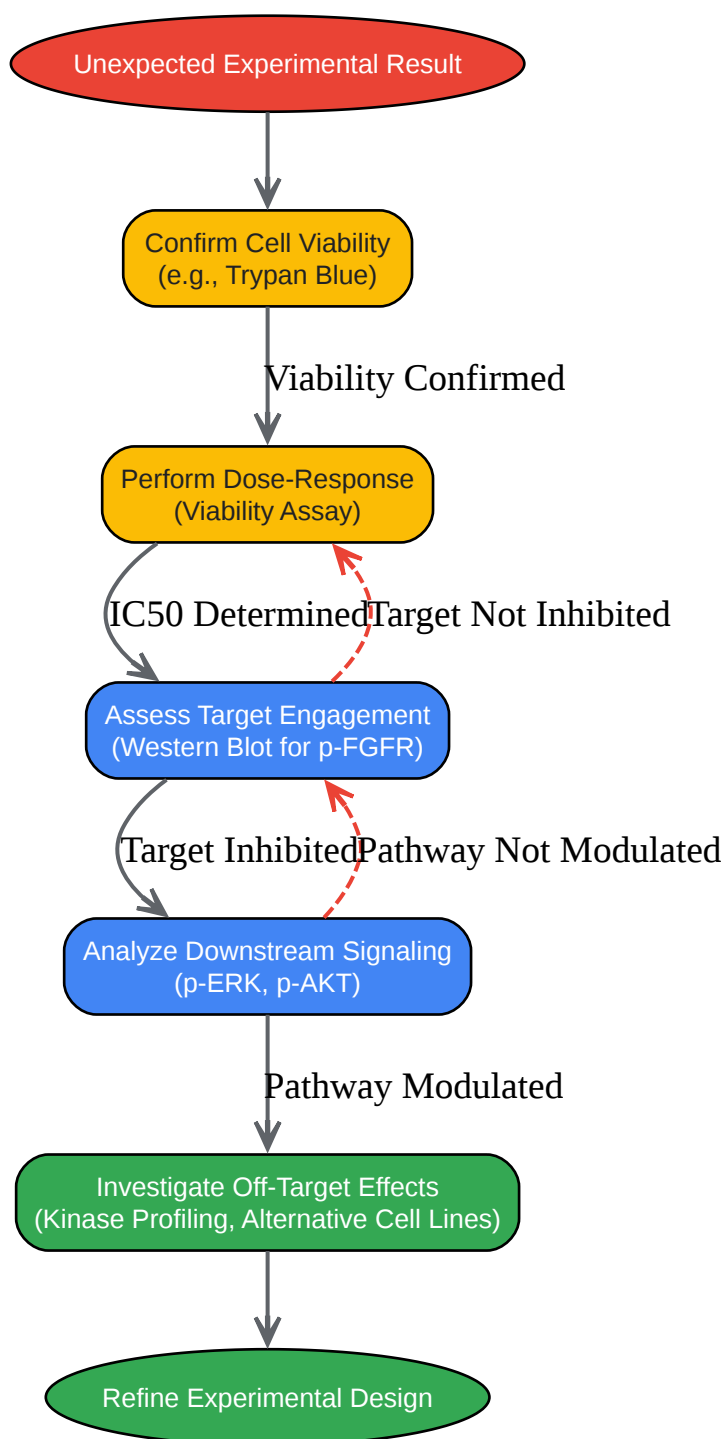 Unexpected Experimental Result
Confirm Cell Viability
(e.g., Trypan Blue)
Viability Confirmed
Perform Dose-Response
(Viability Assay)
IC50 Determined
Target Not Inhibited
Assess Target Engagement
(Western Blot for p-FGFR)
Target Inhibited
Pathway Not Modulated
Analyze Downstream Signaling
(p-ERK, p-AKT)
Pathway Modulated
Investigate Off-Target Effects
(Kinase Profiling, Alternative Cell Lines)
Refine Experimental Design